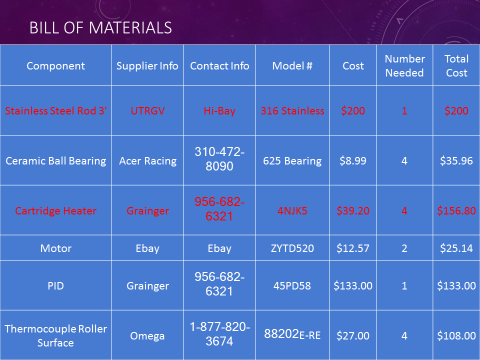 BILL OF MATERIALS
Component Supplier Info Contact Info Model # Cost Number Needed Total Cost
Stainless Steel Rod 3' UTRGV Hi-Bay 316 Stainless $200 1 $200
Ceramic Ball Bearing Acer Racing 310-472-8090 625 Bearing $8.99 4 $35.96
Cartridge Heater Grainger 956-682-6321 4NJK5 $39.20 4 $156.80
Motor Ebay Ebay ZYTD520 $12.57 2 $25.14
PID Grainger 956-682-6321 45PD58 $133.00 1 $133.00
Thermocouple Roller Surface Omega 1-877-820-3674 88202E-RE $27.00 4 $108.00